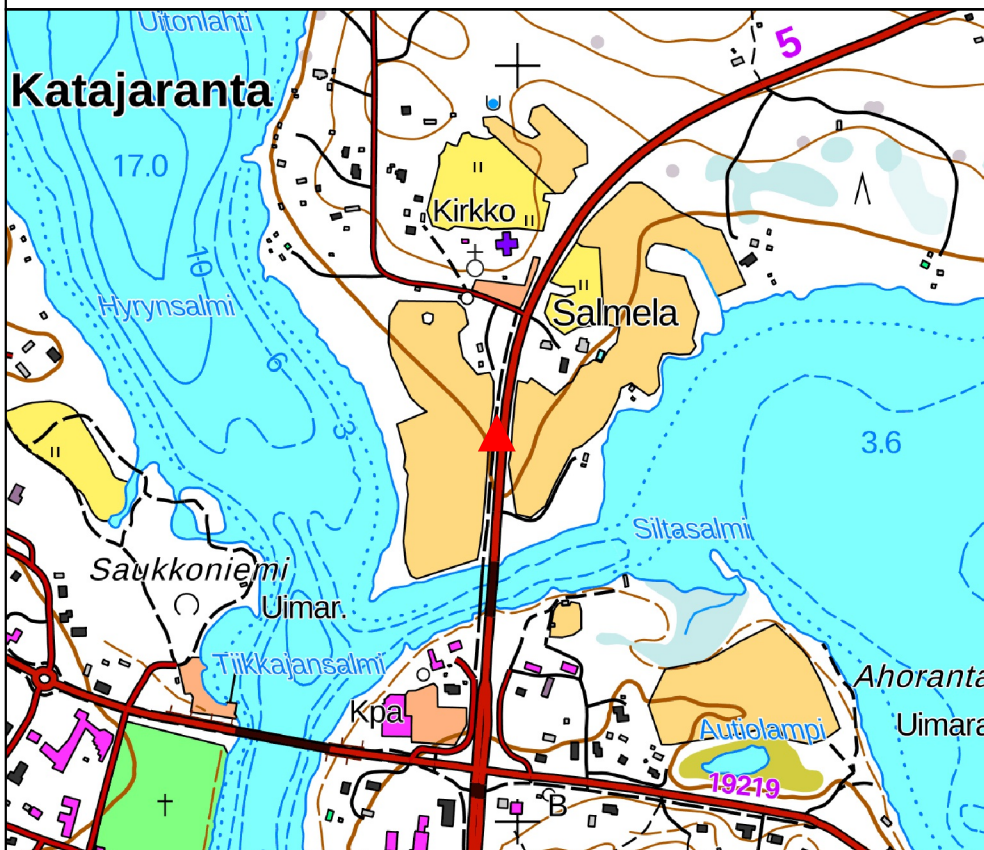 Uitonlahti
5
Katajaranta
17.0
Kirkko
10
Hyrynsalmi
Salmela
6
3
3.6
Siltasalmi
Saukkoniemi
Uimar.
Tiikkajansalmi
Ahoranta
Kpa
Uimara
Autiolampi
19219
B